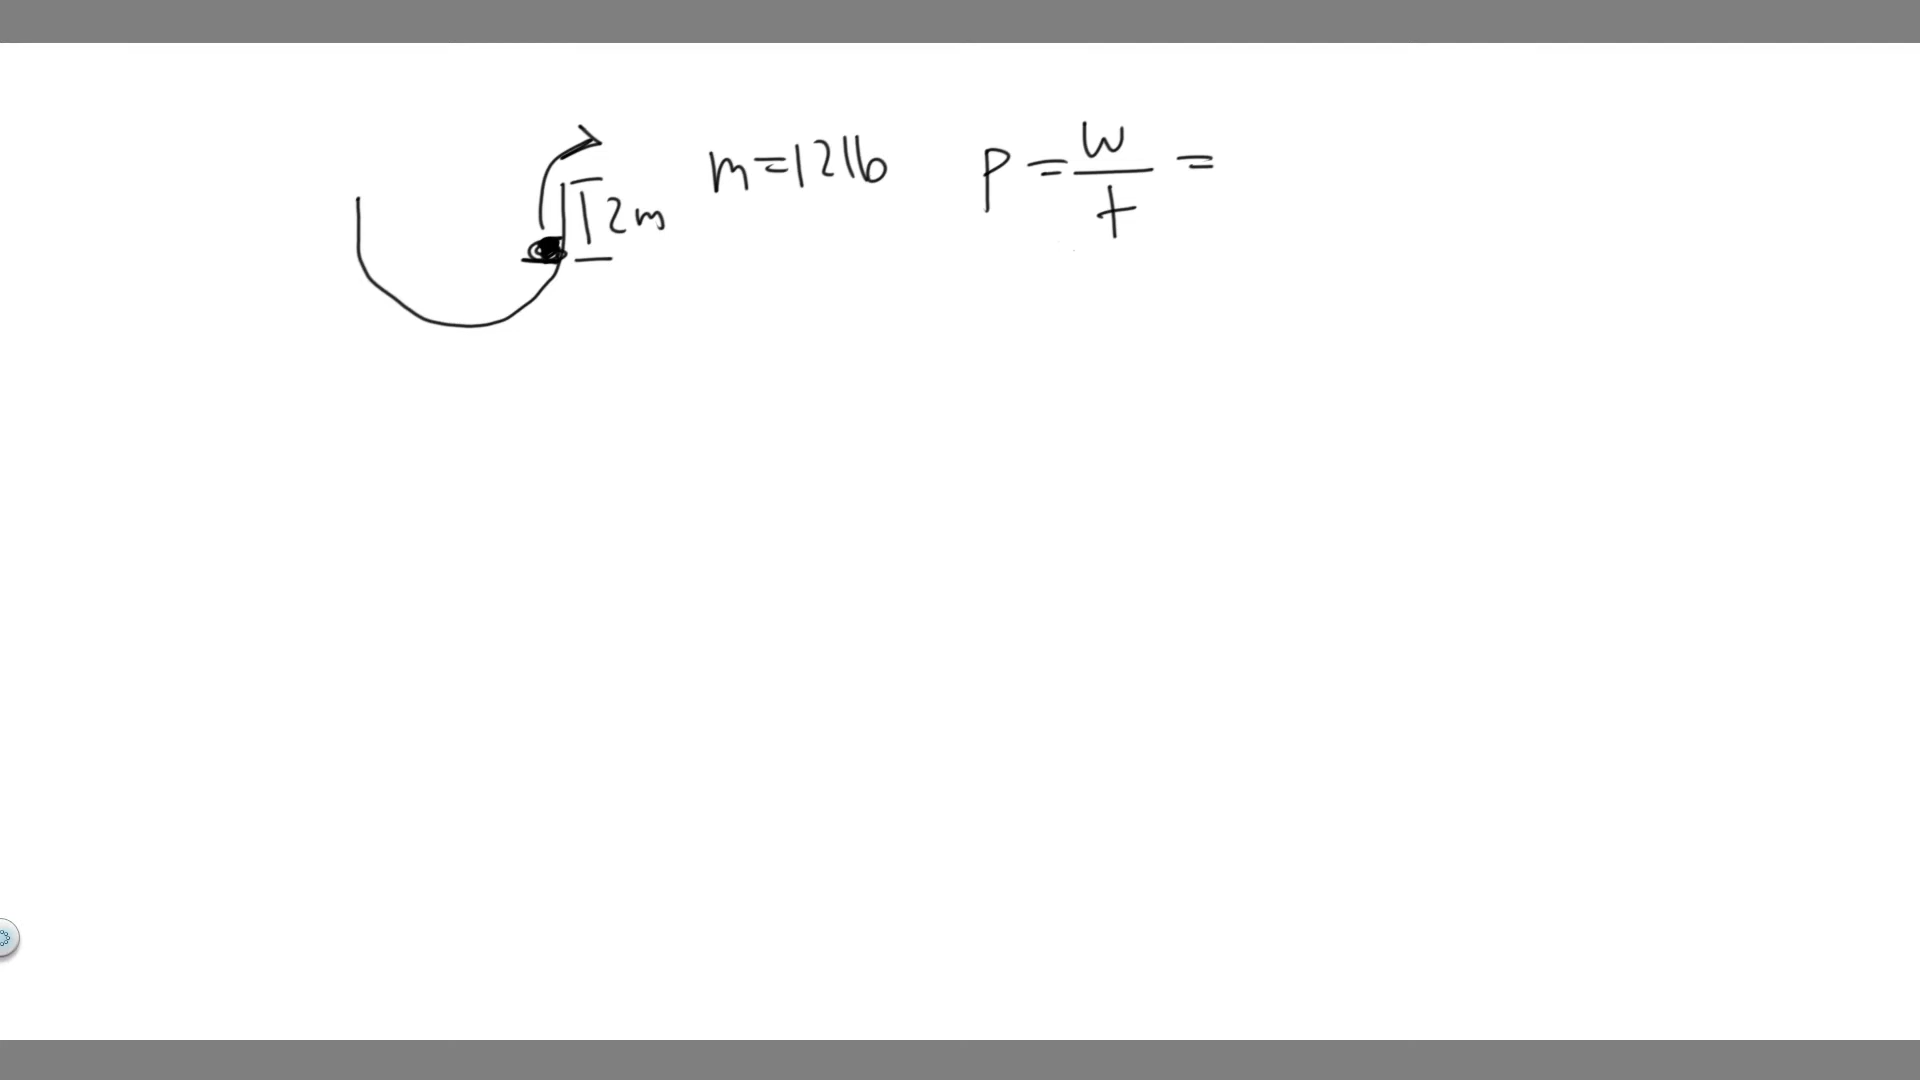 2m
m=12lb
P = W/t =